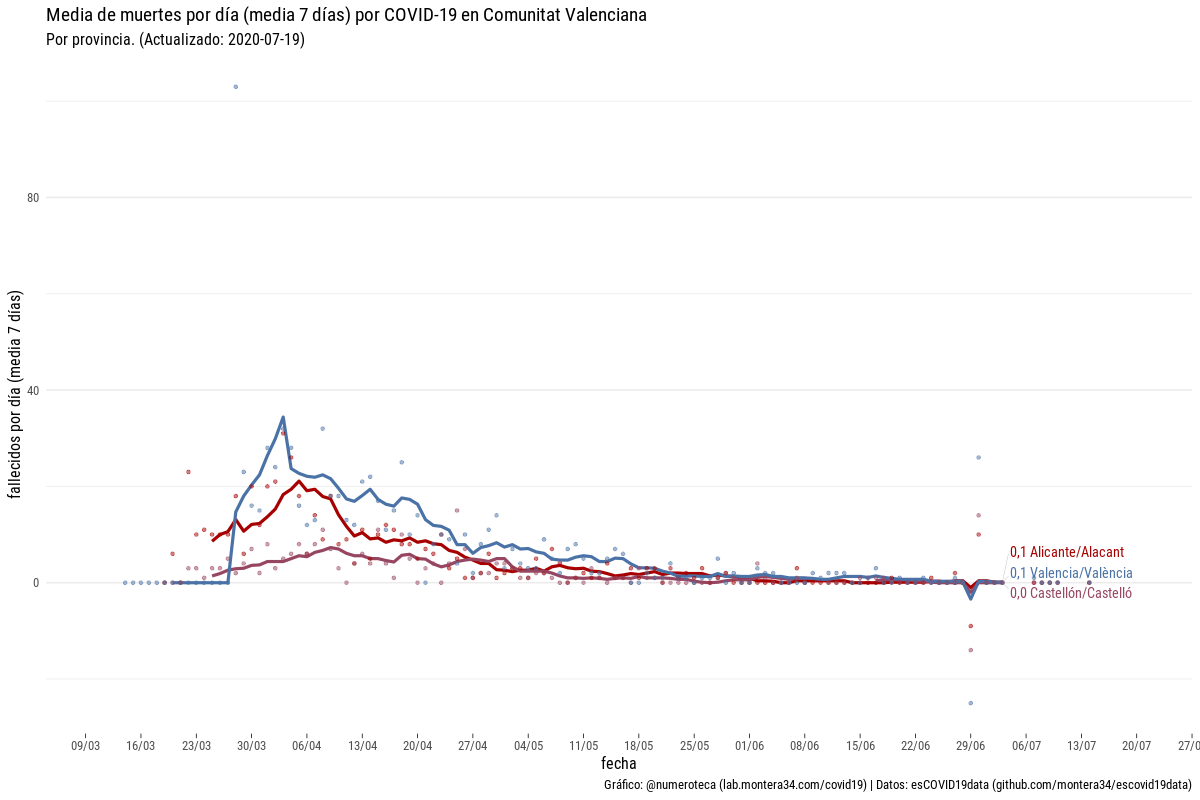 Media de muertes por día (media 7 días) por COVID-19 en Comunitat Valenciana
Por provincia. (Actualizado: 2020-07-19)
fallecidos por día (media 7 días)
80
40
0
0,1 Alicante/Alacant
0,1 Valencia/València
0,0 Castellón/Castelló
09/03 16/03 23/03 30/03 06/04 13/04 20/04 27/04 04/05 11/05 18/05 25/05 01/06 08/06 15/06 22/06 29/06 06/07 13/07 20/07 27/0
fecha
Gráfico: @numeroteca (lab.montera34.com/covid19) | Datos: esCOVID19data (github.com/montera34/escovid19data)